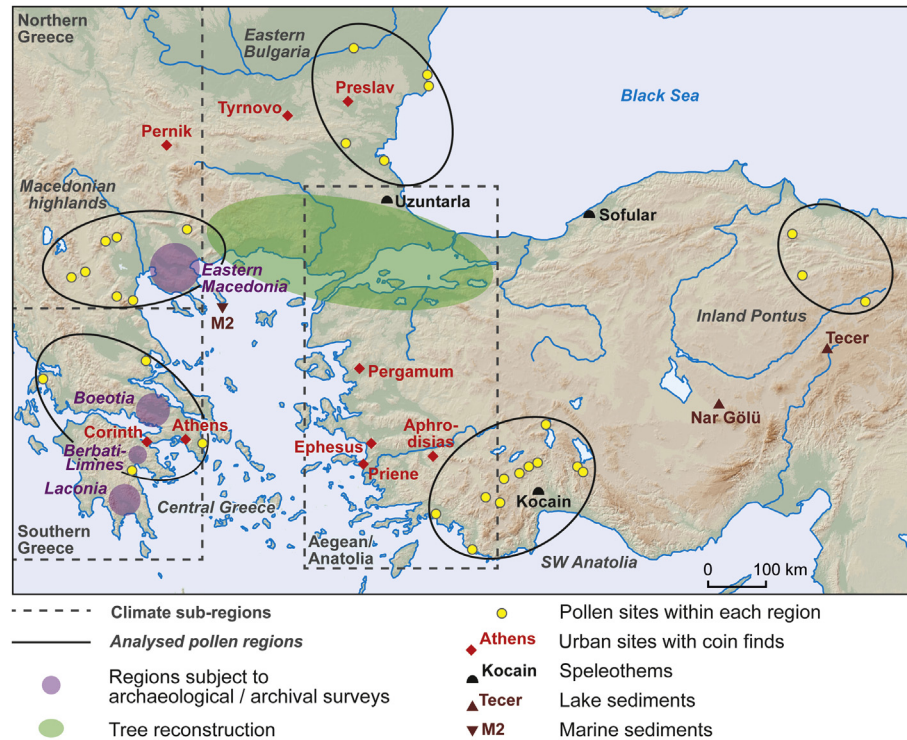 Northern
Greece
Eastern
Bulgaria
Preslav
Tyrnovo
Pernik
Black Sea
Macedonian
highlands
Uzuntarla
Sofular
Eastern
Macedonia
M2
Inland Pontus
Tecer
Pergamum
Nar Gölü
Boeotia
Corinth
Athens
Berbati-
Limnes
Laconia
Ephesus
Aphro-
disias
Priene
Kocain
Central Greece
Southern
Greece
Aegean/
Anatolia
SW Anatolia
0 100 km
Climate sub-regions
Analysed pollen regions
Regions subject to
archaeological / archival surveys
Tree reconstruction
Pollen sites within each region
Athens Urban sites with coin finds
Kocain Speleothems
Tecer Lake sediments
M2 Marine sediments